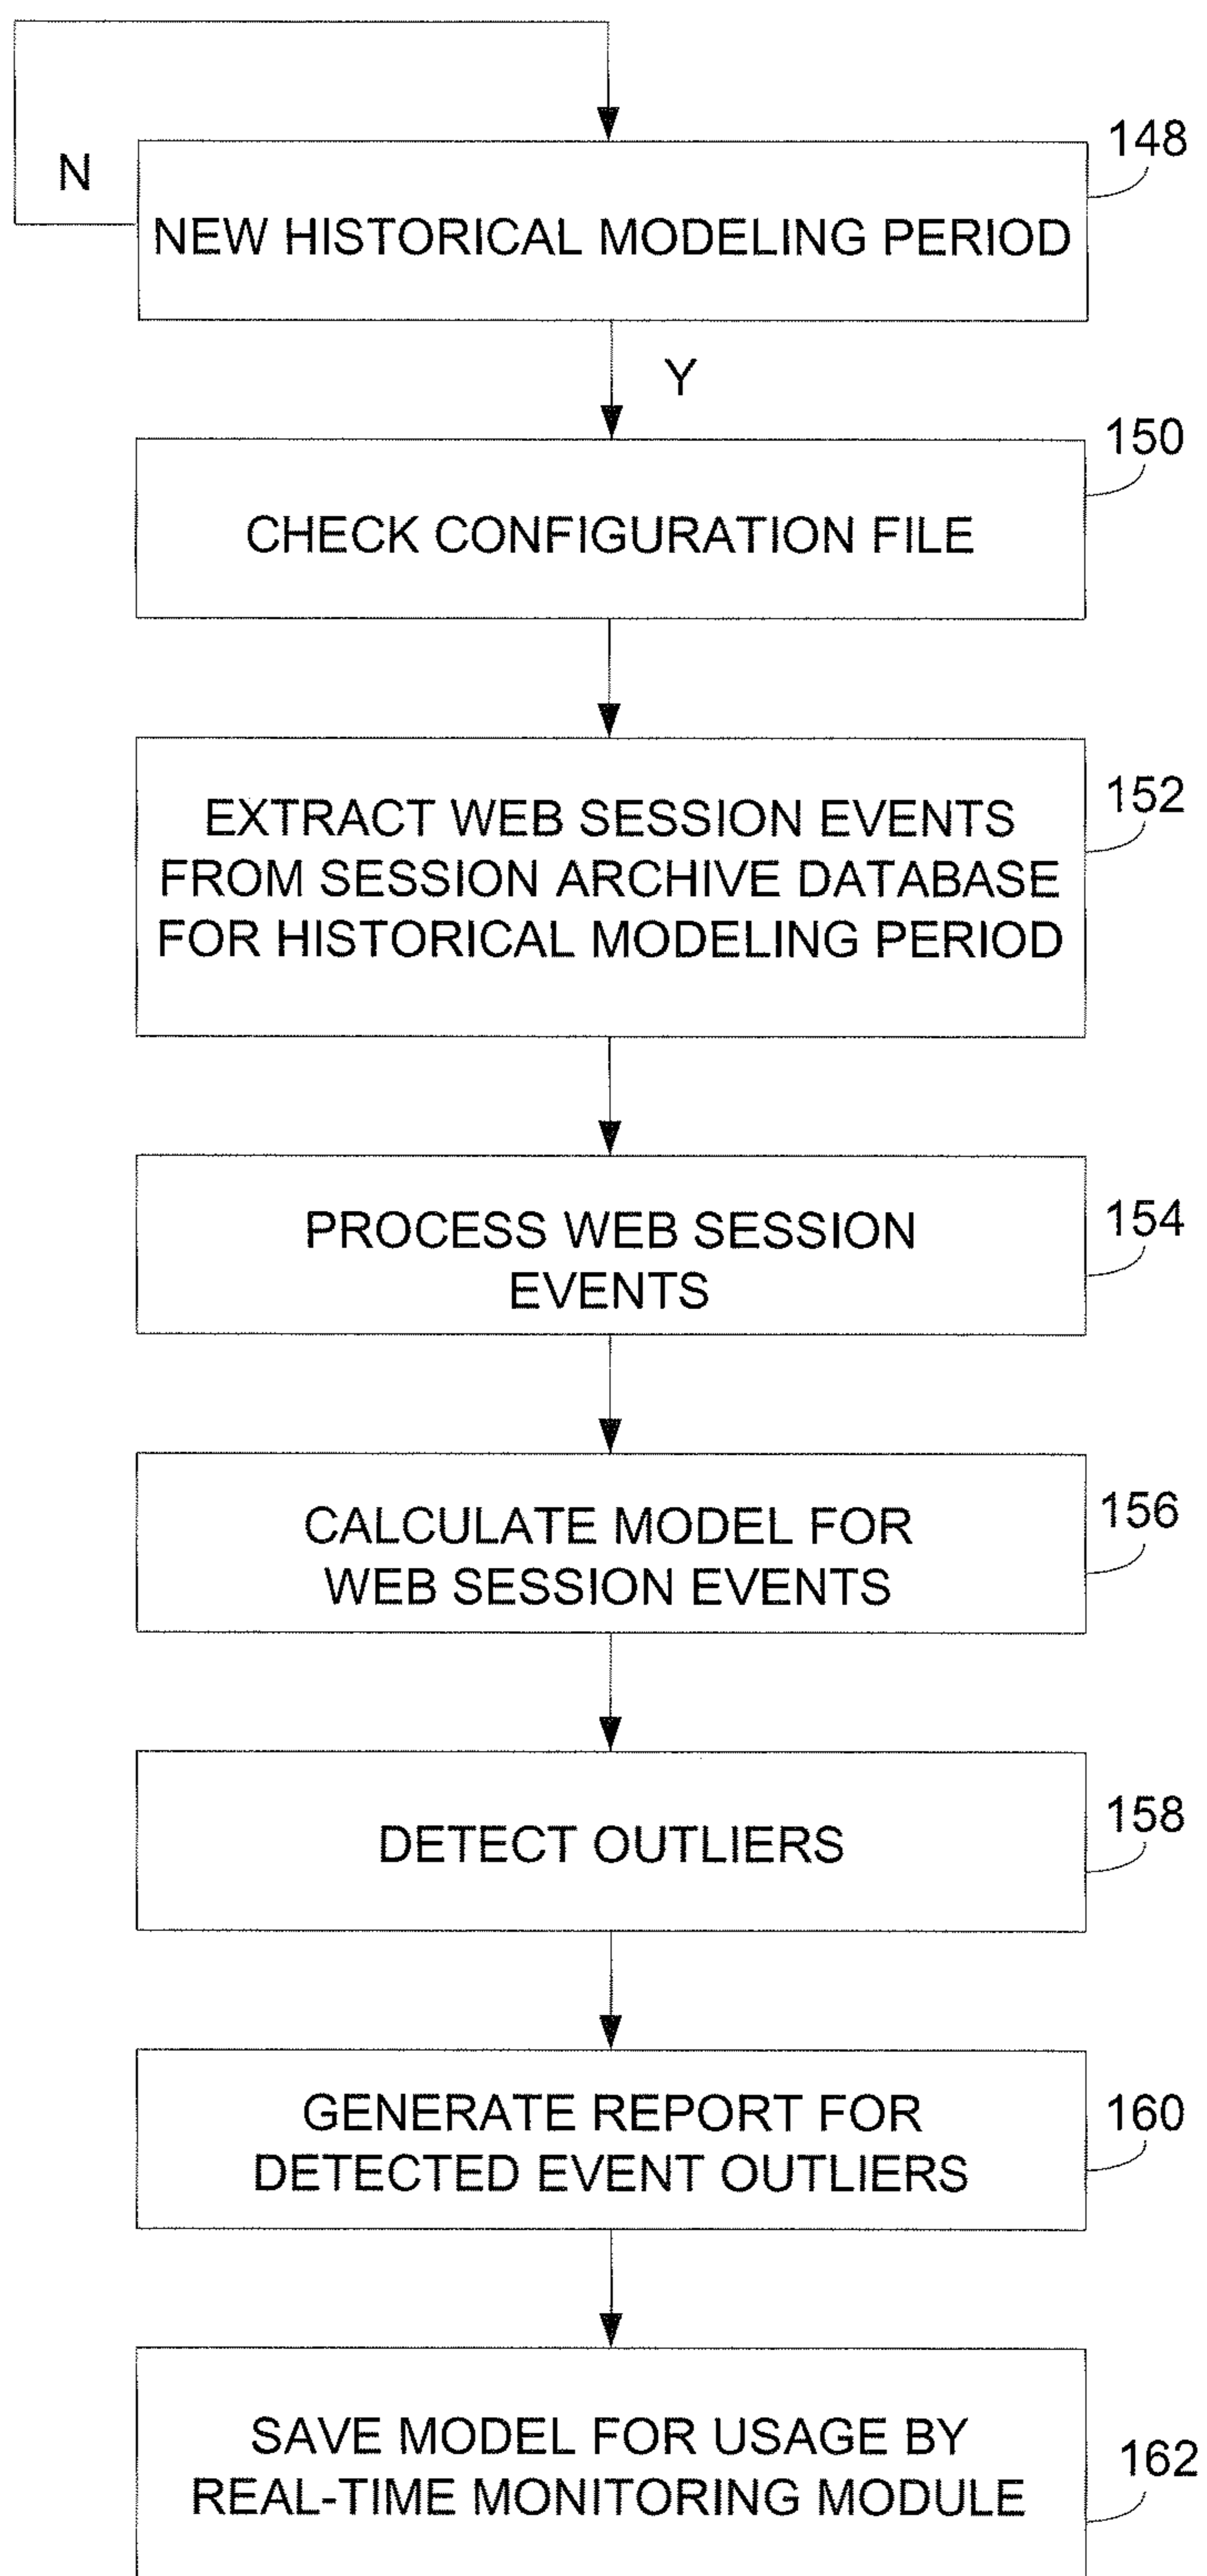 148
N
NEW HISTORICAL MODELING PERIOD
Y
150
CHECK CONFIGURATION FILE
152
EXTRACT WEB SESSION EVENTS
FROM SESSION ARCHIVE DATABASE
FOR HISTORICAL MODELING PERIOD
154
PROCESS WEB SESSION
EVENTS
156
CALCULATE MODEL FOR
WEB SESSION EVENTS
158
DETECT OUTLIERS
160
GENERATE REPORT FOR
DETECTED EVENT OUTLIERS
162
SAVE MODEL FOR USAGE BY
REAL-TIME MONITORING MODULE